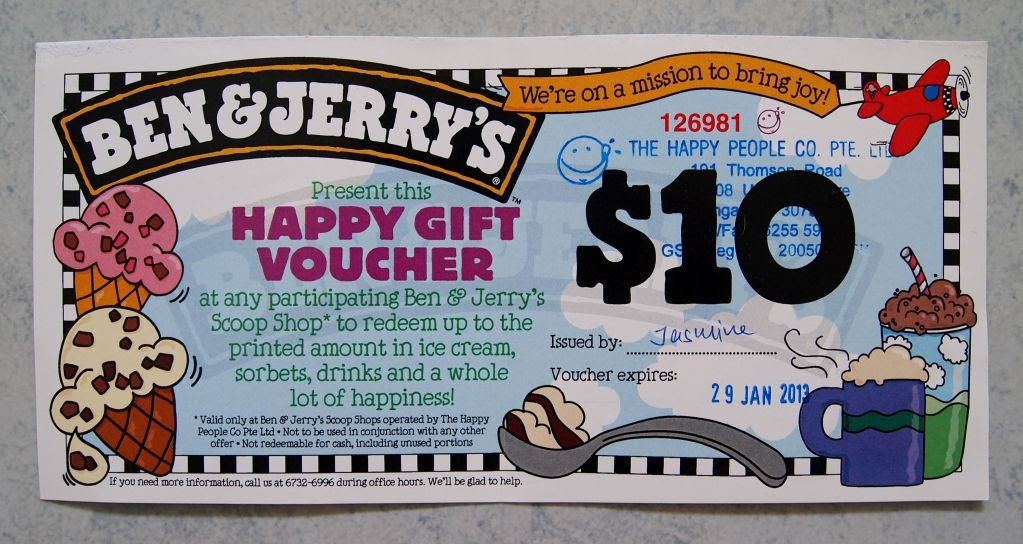 BEN & JERRY'S®
™
We're on a mission to bring joy!
126981
THE HAPPY PEOPLE CO. PTE. LTD
101 Thomson Road
Present this
HAPPY GIFT
VOUCHER
at any participating Ben & Jerry's
Scoop Shop* to redeem up to the
printed amount in ice cream,
sorbets, drinks and a whole
lot of happiness!
*Valid only at Ben & Jerry's Scoop Shops operated by The Happy
People Co Pte Ltd • Not to be used in conjunction with any other
offer • Not redeemable for cash, including unused portions
$10
Issued by: Jasmine
Voucher expires:
29 JAN 2013
If you need more information, call us at 6732-6996 during office hours. We'll be glad to help.